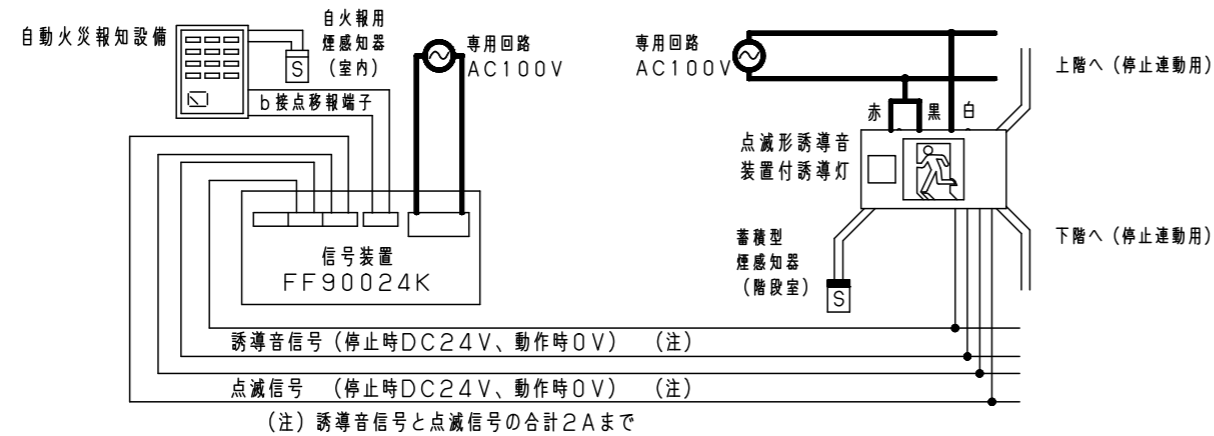 自動火災報知設備
自火報用
煙感知器
（室内）
S
専用回路
AC100V
b接点移報端子
信号装置
FF90024K
専用回路
AC100V
上階へ（停止連動用）
赤 黒 白
点滅形誘導音
装置付誘導灯
下階へ（停止連動用）
蓄積型
煙感知器
（階段室）
S
誘導音信号（停止時DC24V、動作時0V） （注）
点滅信号 （停止時DC24V、動作時0V） （注）
（注）誘導音信号と点滅信号の合計2Aまで